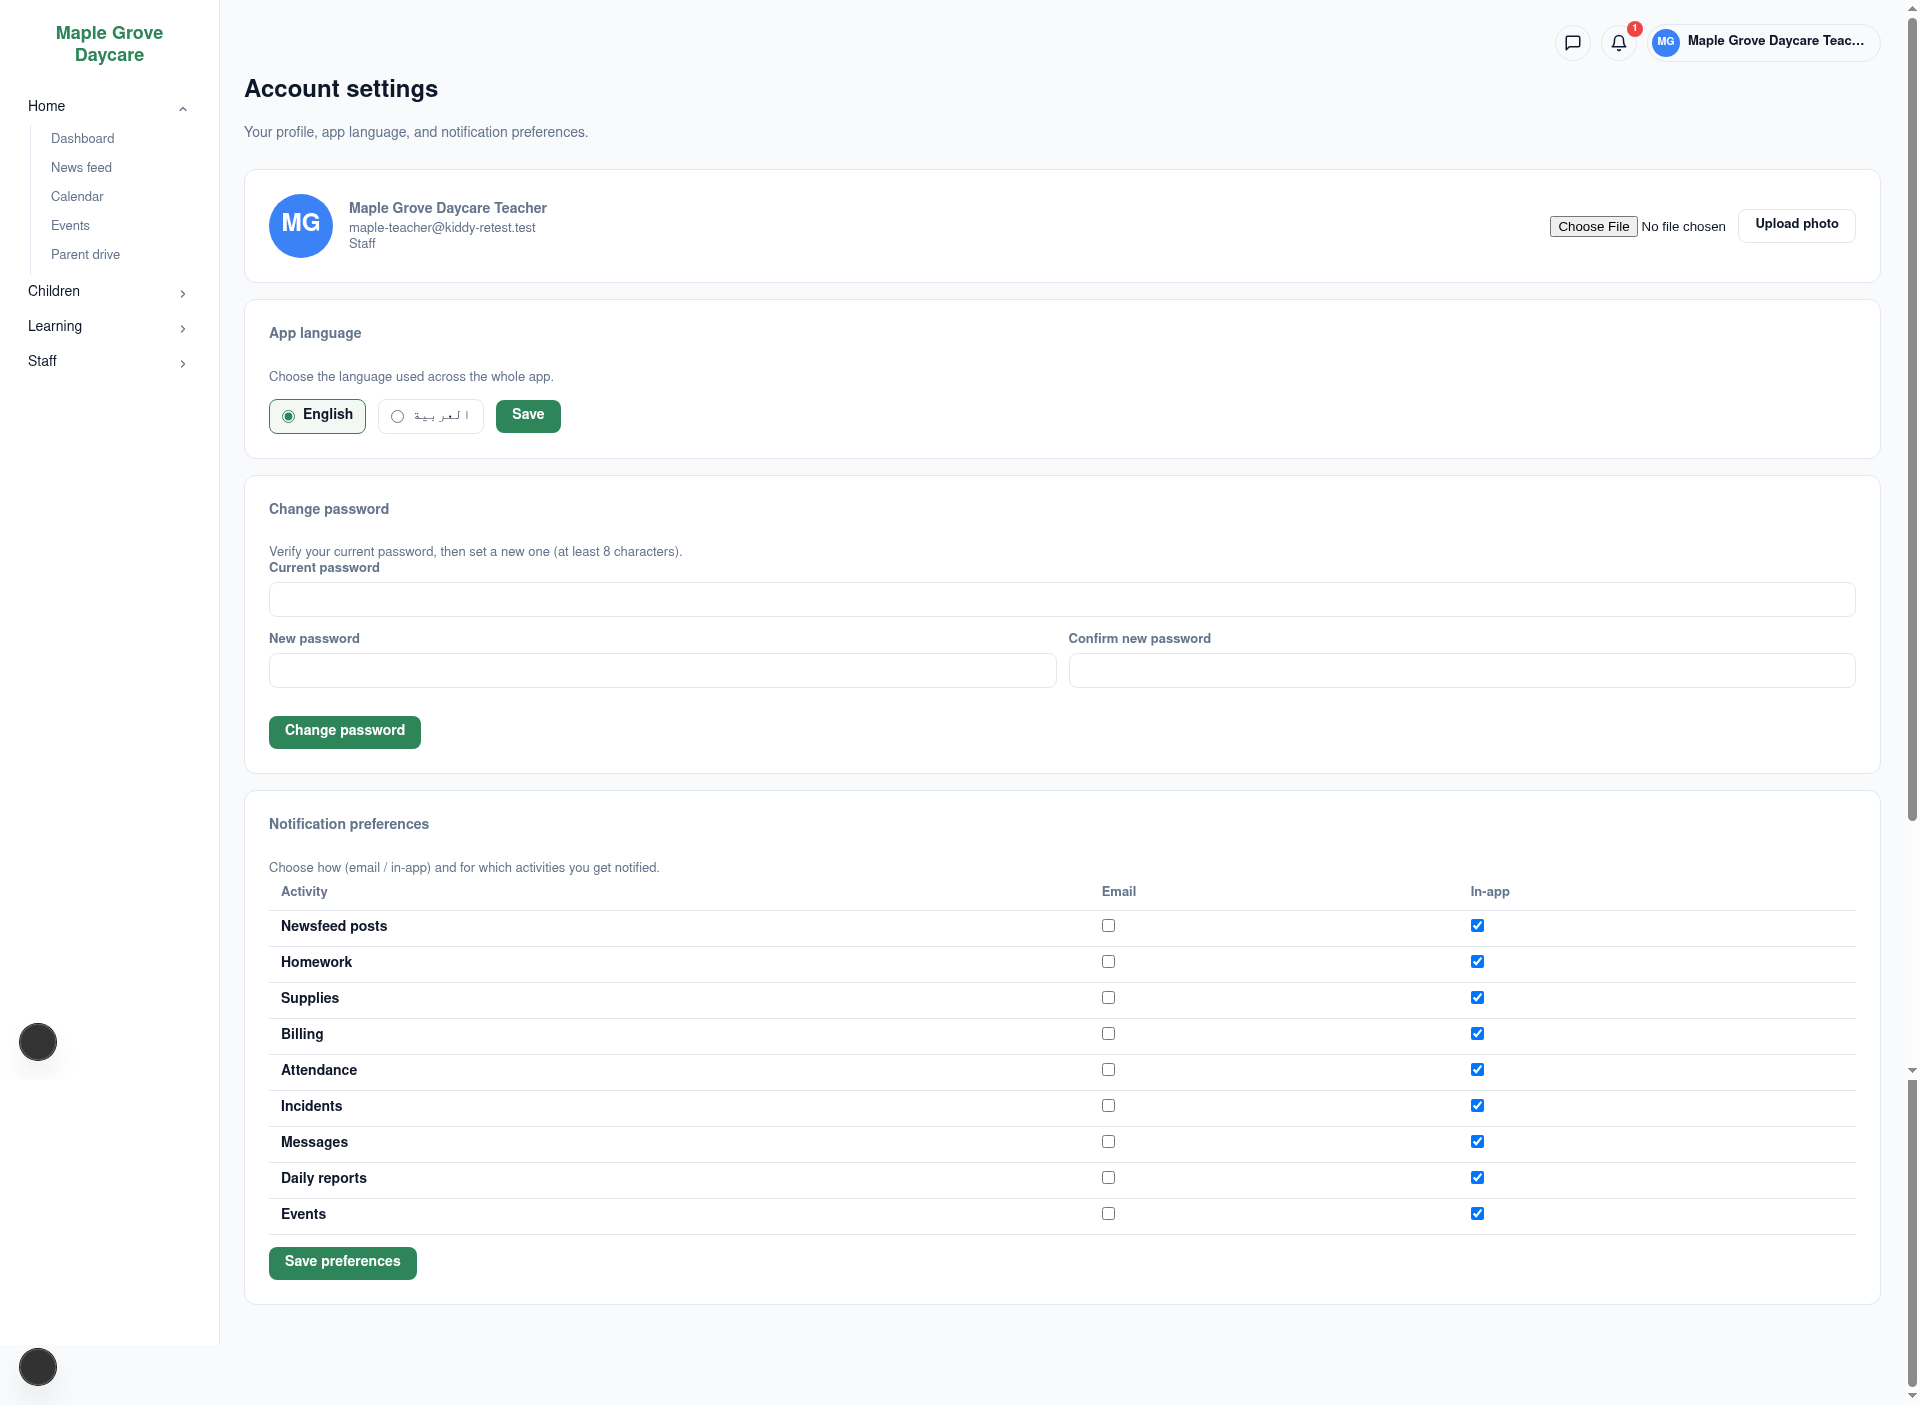 Maple Grove
Daycare
Home
Dashboard
News feed
Calendar
Events
Parent drive
Children
Learning
Staff
1
MG
Maple Grove Daycare Teac...
Account settings
Your profile, app language, and notification preferences.
MG
Maple Grove Daycare Teacher
maple-teacher@kiddy-retest.test
Staff
Choose File No file chosen
Upload photo
App language
Choose the language used across the whole app.
English
العربية
Save
Change password
Verify your current password, then set a new one (at least 8 characters).
Current password
New password
Confirm new password
Change password
Notification preferences
Choose how (email / in-app) and for which activities you get notified.
Activity Email In-app
Newsfeed posts
Homework
Supplies
Billing
Attendance
Incidents
Messages
Daily reports
Events
Save preferences